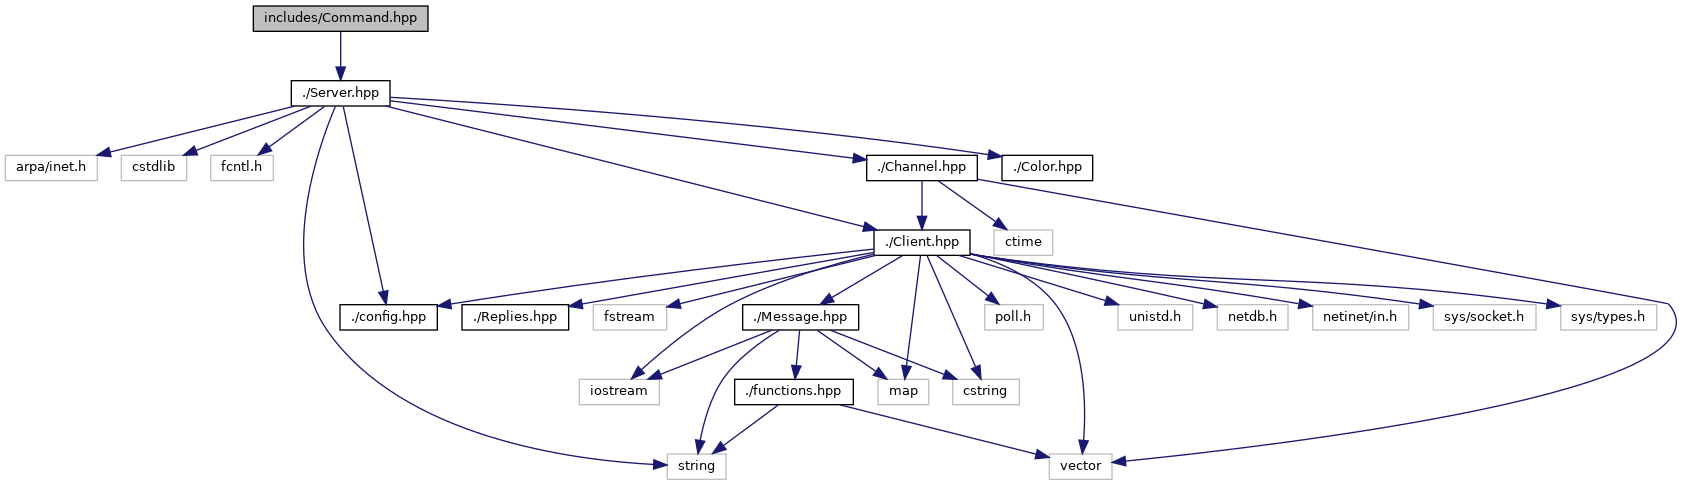 includes/Command.hpp
./Server.hpp
arpa/inet.h
cstdlib
fcntl.h
./Channel.hpp
./Color.hpp
./Client.hpp
ctime
./config.hpp
./Replies.hpp
fstream
./Message.hpp
poll.h
unistd.h
netdb.h
netinet/in.h
sys/socket.h
sys/types.h
iostream
./functions.hpp
map
cstring
string
vector